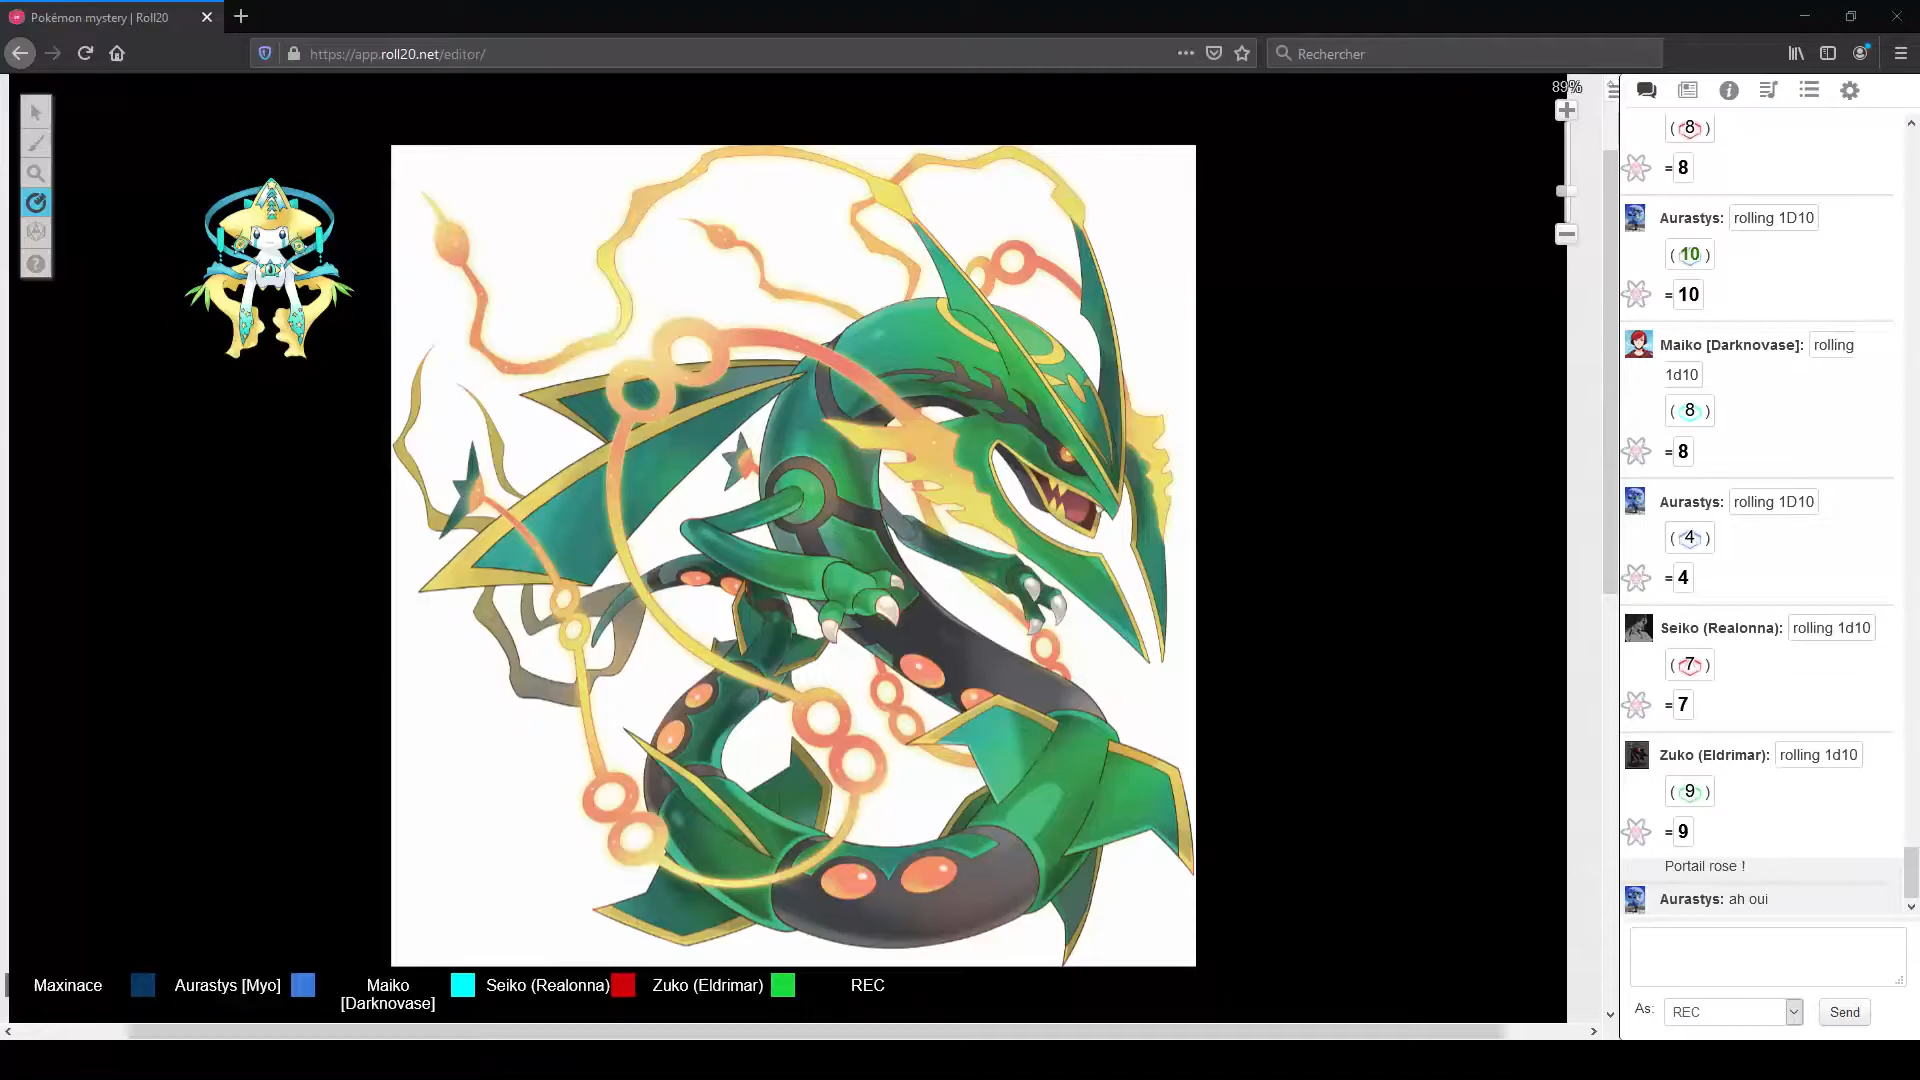 Pokémon mystery | Roll20
https://app.roll20.net/editor/
Rechercher
89%
(8)
=8
Aurastys: rolling 1D10
(10)
=10
Maiko [Darknovase]: rolling
1d10
(8)
=8
Aurastys: rolling 1D10
(4)
=4
Seiko (Realonna): rolling 1d10
(7)
=7
Zuko (Eldrimar): rolling 1d10
(9)
=9
Portail rose !
Aurastys: ah oui
As: REC Send
Maxinace
Aurastys [Myo]
Maiko
[Darknovase]
Seiko (Realonna)
Zuko (Eldrimar)
REC